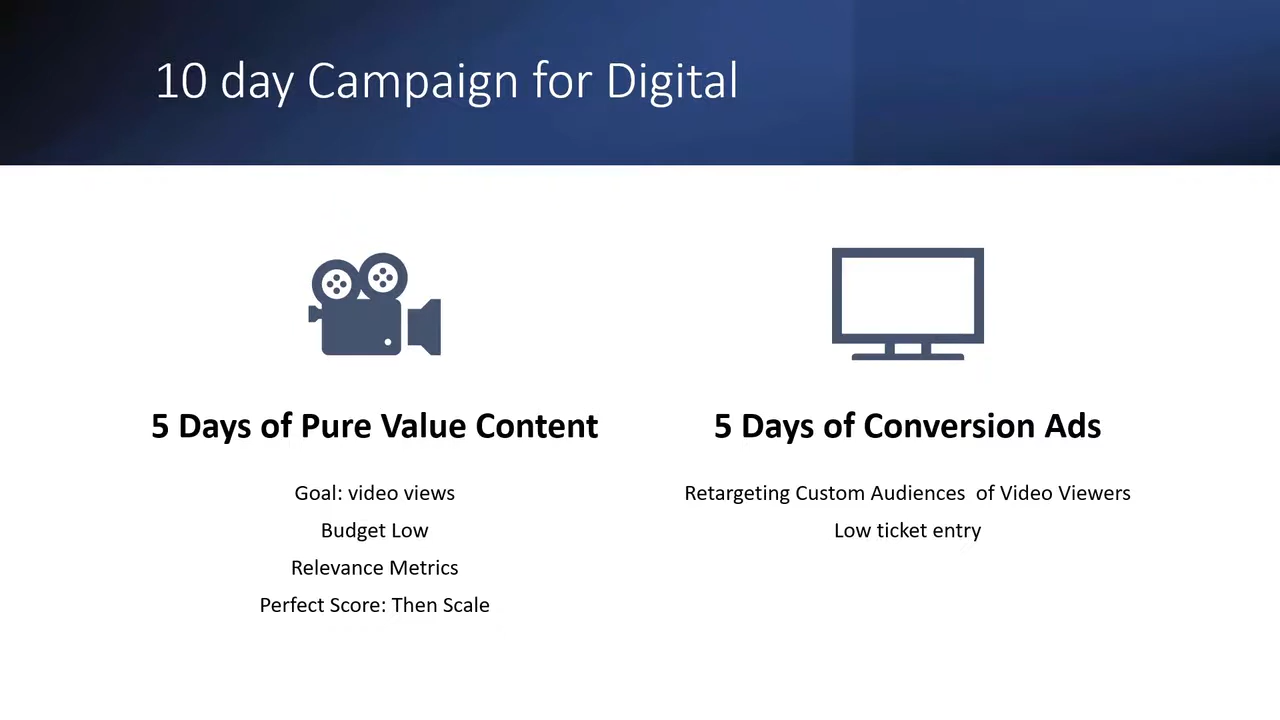 10 day Campaign for Digital
5 Days of Pure Value Content
Goal: video views
Budget Low
Relevance Metrics
Perfect Score: Then Scale
5 Days of Conversion Ads
Retargeting Custom Audiences  of Video Viewers
Low ticket entry